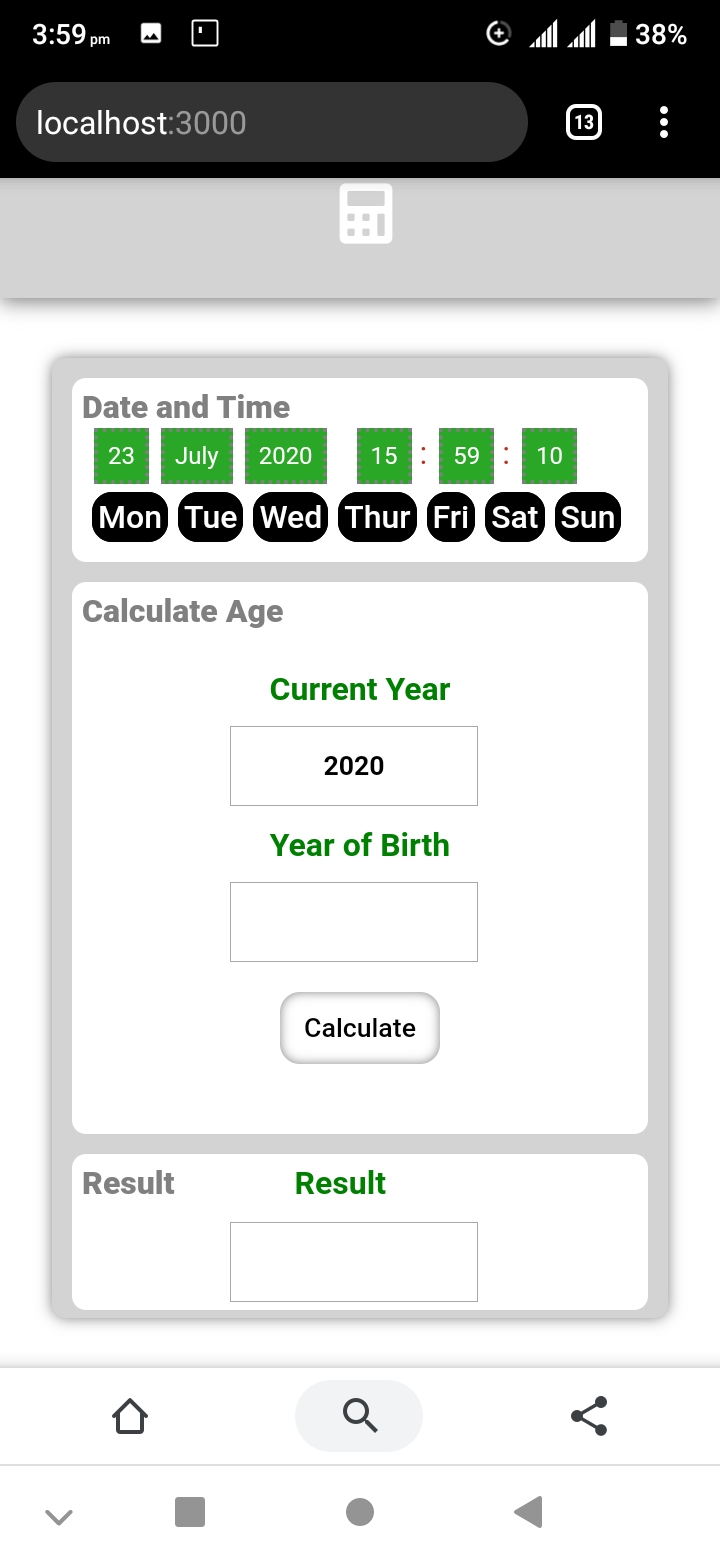 3:59 pm 38%
localhost:3000 13
Date and Time
23 July 2020 15 : 59 : 10
Mon Tue Wed Thur Fri Sat Sun
Calculate Age
Current Year
2020
Year of Birth
Calculate
Result Result